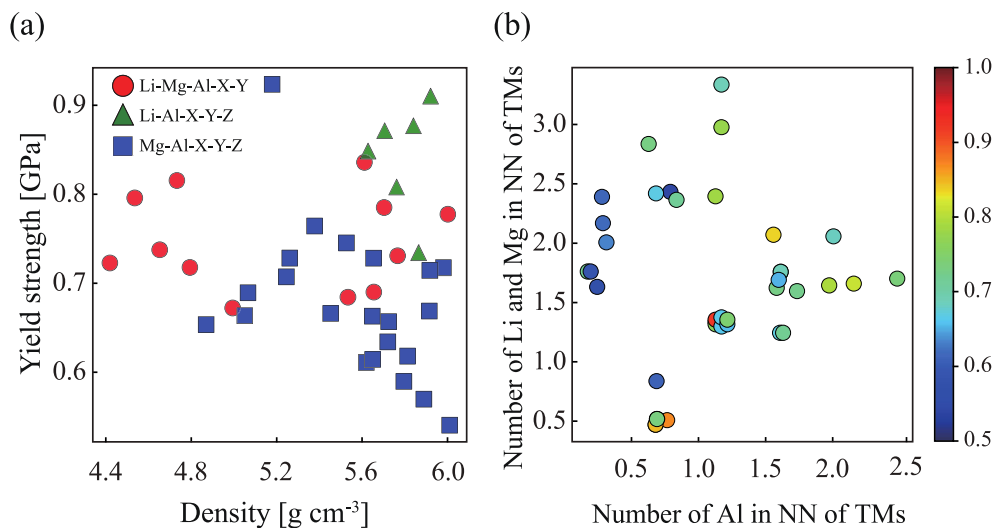 (a)
(b)
Li-Mg-Al-X-Y
Li-Al-X-Y-Z
Mg-Al-X-Y-Z
Yield strength [GPa]
0.9
0.8
0.7
0.6
4.4 4.8 5.2 5.6 6.0
Density [g cm⁻³]
Number of Li and Mg in NN of TMs
3.0
2.5
2.0
1.5
1.0
0.5
0.5 1.0 1.5 2.0 2.5
Number of Al in NN of TMs
1.0
0.9
0.8
0.7
0.6
0.5